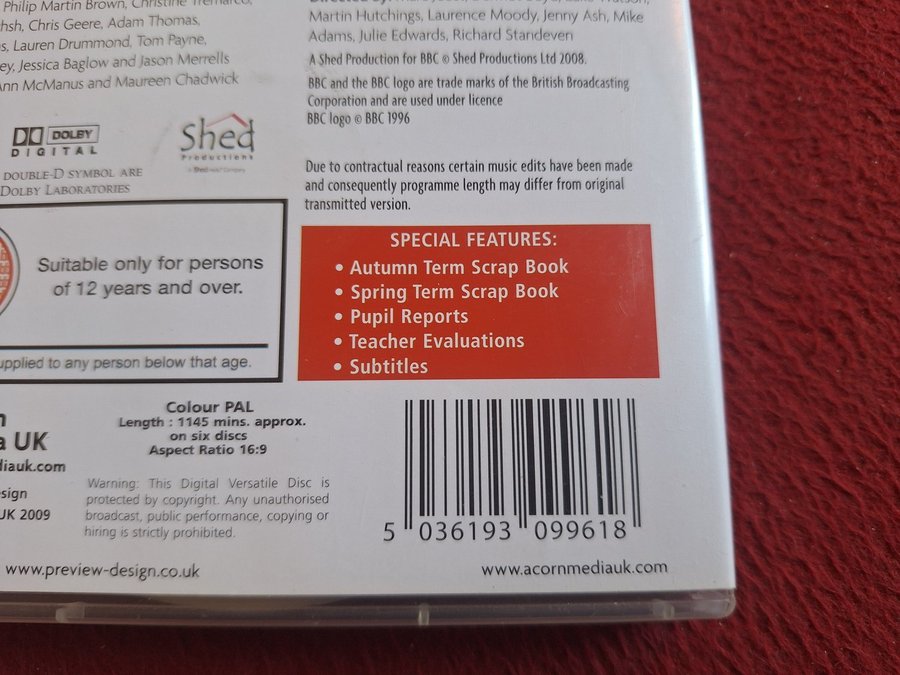 Philip Martin Brown, Christine Tremarco,
Chris Geere, Adam Thomas,
Lauren Drummond, Tom Payne,
Jessica Baglow and Jason Merrells
Ann McManus and Maureen Chadwick
DOLBY
DIGITAL
Shed
Productions
DOUBLE-D SYMBOL ARE
DOLBY LABORATORIES
Suitable only for persons
of 12 years and over.
supplied to any person below that age.
UK
Colour PAL
Length : 1145 mins. approx.
on six discs
Aspect Ratio 16:9
UK 2009
Warning: This Digital Versatile Disc is
protected by copyright. Any unauthorised
broadcast, public performance, copying or
hiring is strictly prohibited.
www.preview-design.co.uk
Martin Hutchings, Laurence Moody, Jenny Ash, Mike
Adams, Julie Edwards, Richard Standeven
A Shed Production for BBC © Shed Productions Ltd 2008.
BBC and the BBC logo are trade marks of the British Broadcasting
Corporation and are used under licence
BBC logo © BBC 1996
Due to contractual reasons certain music edits have been made
and consequently programme length may differ from original
transmitted version.
SPECIAL FEATURES:
• Autumn Term Scrap Book
• Spring Term Scrap Book
• Pupil Reports
• Teacher Evaluations
• Subtitles
5 036193 099618
www.acornmediauk.com